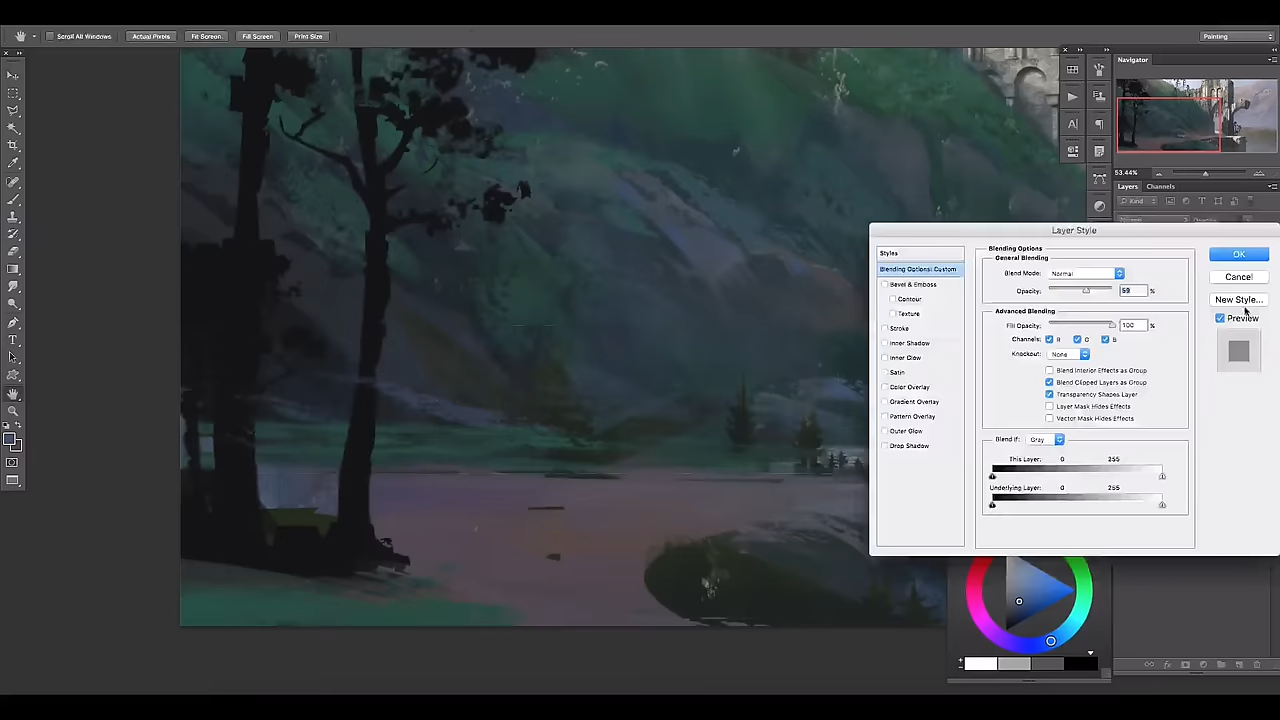 Scroll All Windows
Actual Pixels
Fit Screen
Fill Screen
Print Size
Painting
Navigator
53.44%
Layers
Channels
Kind
Layer Style
Styles
Blending Options: Custom
Bevel & Emboss
Contour
Texture
Stroke
Inner Shadow
Inner Glow
Satin
Color Overlay
Gradient Overlay
Pattern Overlay
Outer Glow
Drop Shadow
Blending Options
General Blending
Blend Mode: Normal
Opacity: 59 %
Advanced Blending
Fill Opacity: 100 %
Channels: R G B
Knockout: None
Blend Interior Effects as Group
Blend Clipped Layers as Group
Transparency Shapes Layer
Layer Mask Hides Effects
Vector Mask Hides Effects
Blend If: Gray
This Layer: 0 255
Underlying Layer: 0 255
OK
Cancel
New Style...
Preview